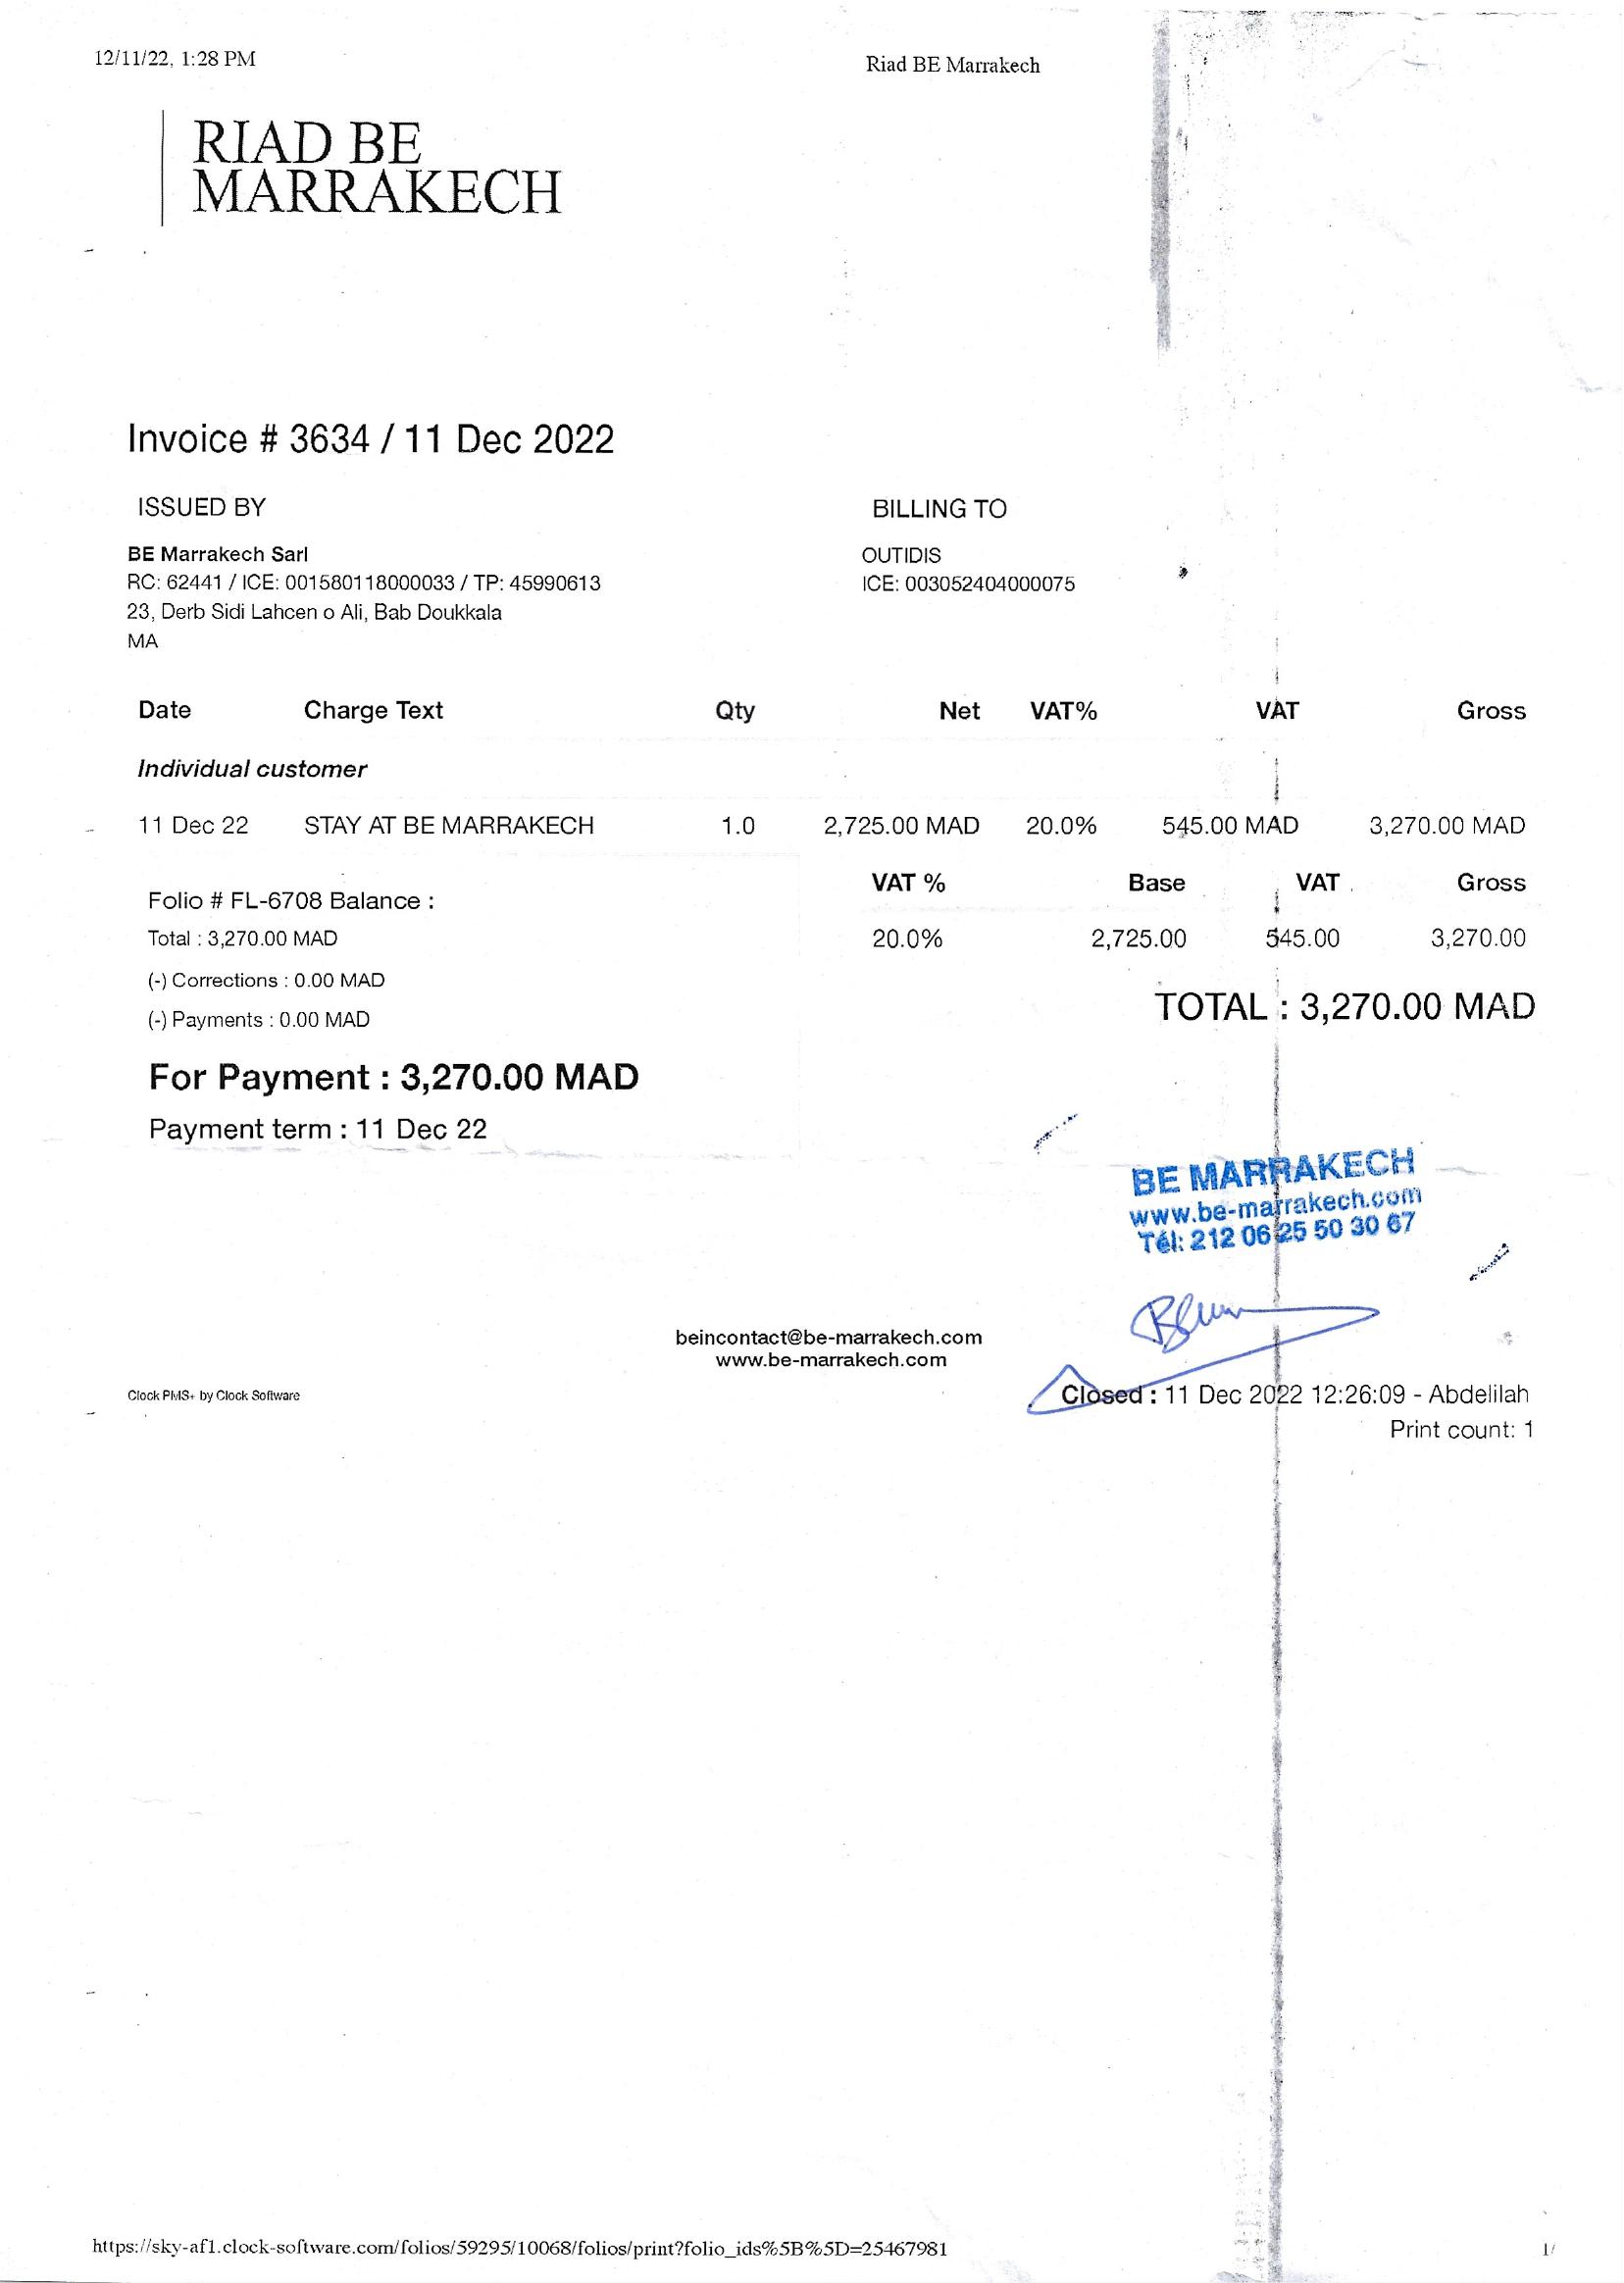 12/11/22, 1:28 PM
Riad BE Marrakech
RIAD BE
MARRAKECH
Invoice # 3634 / 11 Dec 2022
ISSUED BY
BE Marrakech Sarl
RC: 62441 / ICE: 001580118000033 / TP: 45990613
23, Derb Sidi Lahcen o Ali, Bab Doukkala
MA
BILLING TO
OUTIDIS
ICE: 003052404000075
Date Charge Text Qty Net VAT% VAT Gross
Individual customer
11 Dec 22 STAY AT BE MARRAKECH 1.0 2,725.00 MAD 20.0% 545.00 MAD 3,270.00 MAD
Folio # FL-6708 Balance :
Total : 3,270.00 MAD
(-) Corrections : 0.00 MAD
(-) Payments : 0.00 MAD
For Payment : 3,270.00 MAD
Payment term : 11 Dec 22
VAT % Base VAT Gross
20.0% 2,725.00 545.00 3,270.00
TOTAL : 3,270.00 MAD
BE MARRAKECH
www.be-marrakech.com
Tél: 212 06 25 50 30 67
beincontact@be-marrakech.com
www.be-marrakech.com
Clock PMS+ by Clock Software
Closed : 11 Dec 2022 12:26:09 - Abdelilah
Print count: 1
https://sky-af1.clock-software.com/folios/59295/10068/folios/print?folio_ids%5B%5D=25467981
1/